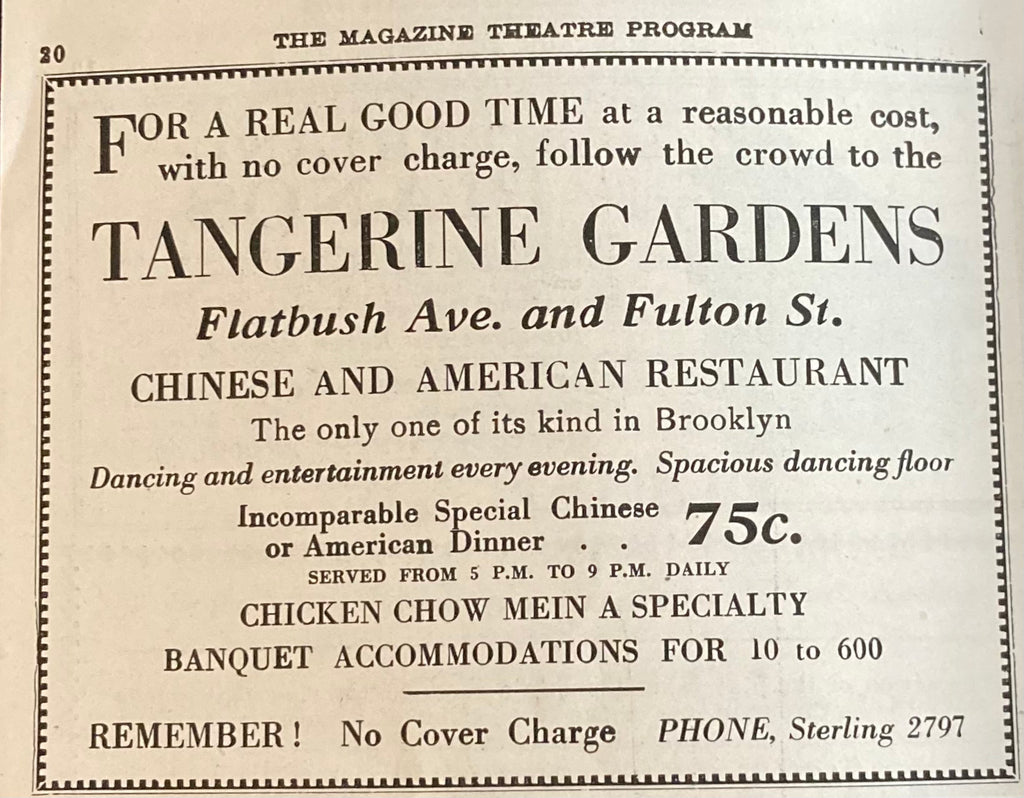 20
THE MAGAZINE THEATRE PROGRAM
FOR A REAL GOOD TIME at a reasonable cost,
with no cover charge, follow the crowd to the
TANGERINE GARDENS
Flatbush Ave. and Fulton St.
CHINESE AND AMERICAN RESTAURANT
The only one of its kind in Brooklyn
Dancing and entertainment every evening. Spacious dancing floor
Incomparable Special Chinese
or American Dinner . . 75c.
SERVED FROM 5 P.M. TO 9 P.M. DAILY
CHICKEN CHOW MEIN A SPECIALTY
BANQUET ACCOMMODATIONS FOR 10 to 600
REMEMBER! No Cover Charge PHONE, Sterling 2797